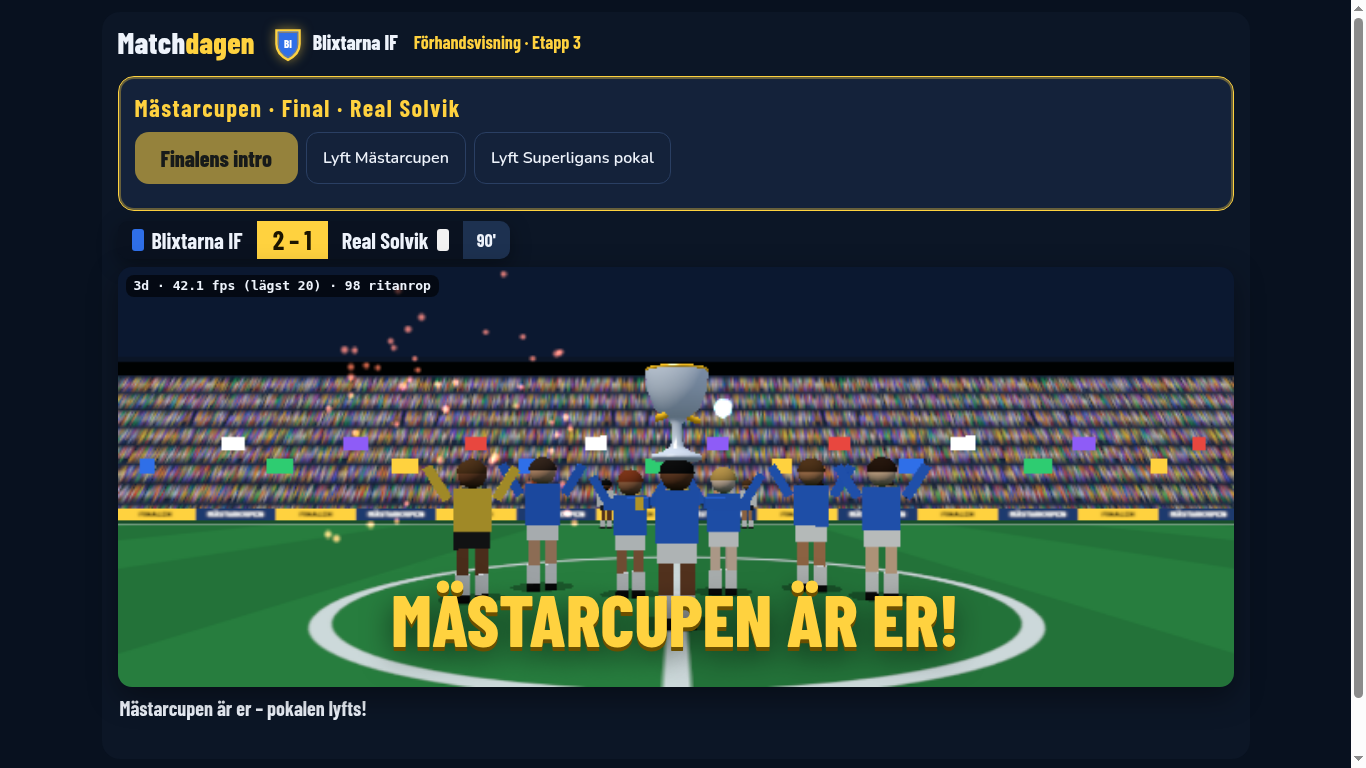 Matchdagen BI Blixtarna IF Förhandsvisning · Etapp 3
Mästarcupen · Final · Real Solvik
Finalens intro Lyft Mästarcupen Lyft Superligans pokal
Blixtarna IF 2 – 1 Real Solvik 90'
3d · 42.1 fps (lägst 20) · 98 ritanrop
MÄSTARCUPEN ÄR ER!
Mästarcupen är er – pokalen lyfts!